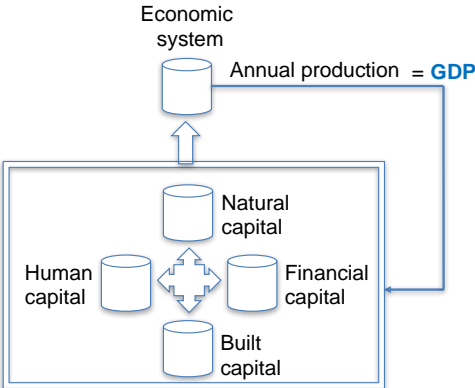 Economic
system
Annual production = GDP
Natural
capital
Human
capital
Financial
capital
Built
capital